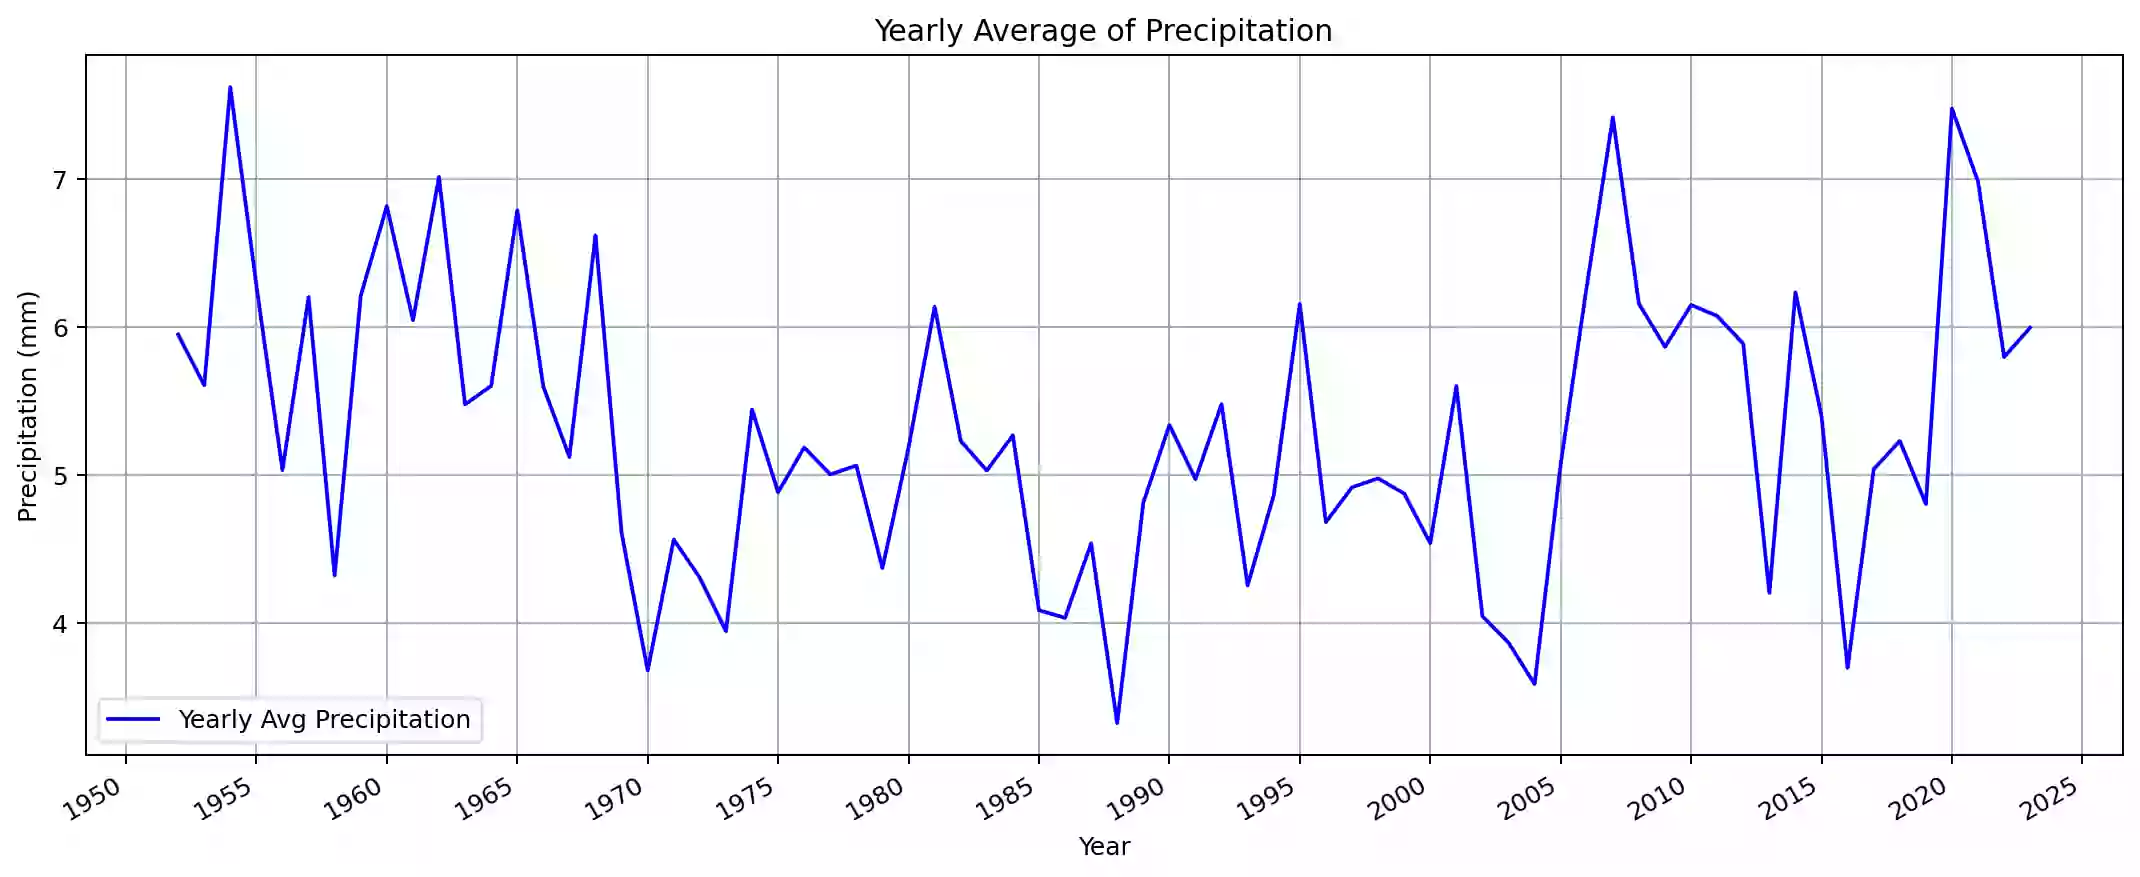 Yearly Average of Precipitation
Precipitation (mm)
7
6
5
4
Yearly Avg Precipitation
1950 1955 1960 1965 1970 1975 1980 1985 1990 1995 2000 2005 2010 2015 2020 2025
Year